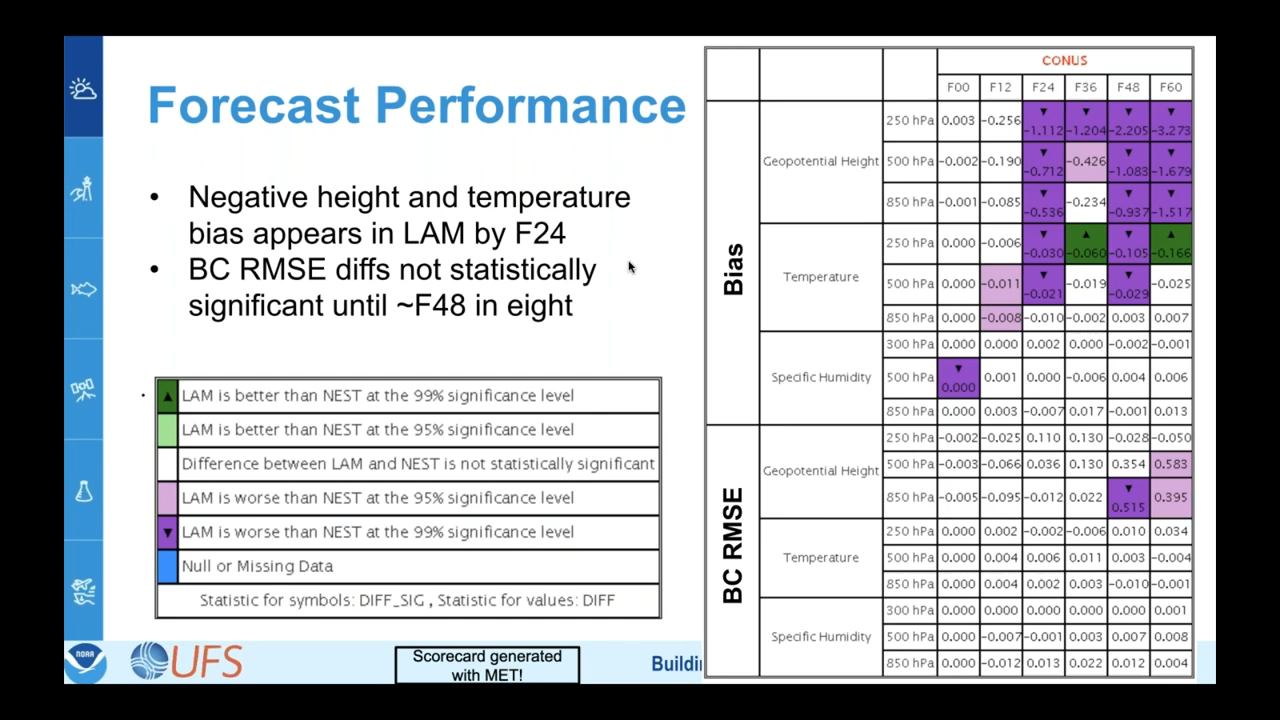 Forecast Performance
• Negative height and temperature
bias appears in LAM by F24
• BC RMSE diffs not statistically
significant until ~F48 in eight
▲ LAM is better than NEST at the 99% significance level
LAM is better than NEST at the 95% significance level
Difference between LAM and NEST is not statistically significant
LAM is worse than NEST at the 95% significance level
▼ LAM is worse than NEST at the 99% significance level
Null or Missing Data
Statistic for symbols: DIFF_SIG , Statistic for values: DIFF
CONUS
F00 F12 F24 F36 F48 F60
Bias
Geopotential Height
250 hPa 0.003 -0.256 ▼ -1.112 ▼ -1.204 ▼ -2.205 ▼ -3.273
500 hPa -0.002 -0.190 ▼ -0.712 -0.426 ▼ -1.083 ▼ -1.679
850 hPa -0.001 -0.085 ▼ -0.536 -0.234 ▼ -0.937 ▼ -1.517
Temperature
250 hPa 0.000 -0.006 ▼ -0.030 ▲ -0.060 ▼ -0.105 ▲ -0.166
500 hPa 0.000 -0.011 ▼ -0.021 -0.019 ▼ -0.029 -0.025
850 hPa 0.000 -0.008 -0.010 -0.002 0.003 0.007
Specific Humidity
300 hPa 0.000 0.000 0.002 0.000 -0.002 -0.001
500 hPa ▼ 0.000 0.001 0.000 -0.006 0.004 0.006
850 hPa 0.000 0.003 -0.007 0.017 -0.001 0.013
BC RMSE
Geopotential Height
250 hPa -0.002 -0.025 0.110 0.130 -0.028 -0.050
500 hPa -0.003 -0.066 0.036 0.130 0.354 0.583
850 hPa -0.005 -0.095 -0.012 0.022 ▼ 0.515 0.395
Temperature
250 hPa 0.000 0.002 -0.002 -0.006 0.010 0.034
500 hPa 0.000 0.004 0.006 0.011 0.003 -0.004
850 hPa 0.000 0.004 0.002 0.003 -0.010 -0.001
Specific Humidity
300 hPa 0.000 0.000 0.000 0.000 0.000 0.001
500 hPa 0.000 -0.007 -0.001 0.003 0.007 0.008
850 hPa 0.000 -0.012 0.013 0.022 0.012 0.004
NOAA
UFS
Scorecard generated
with MET!